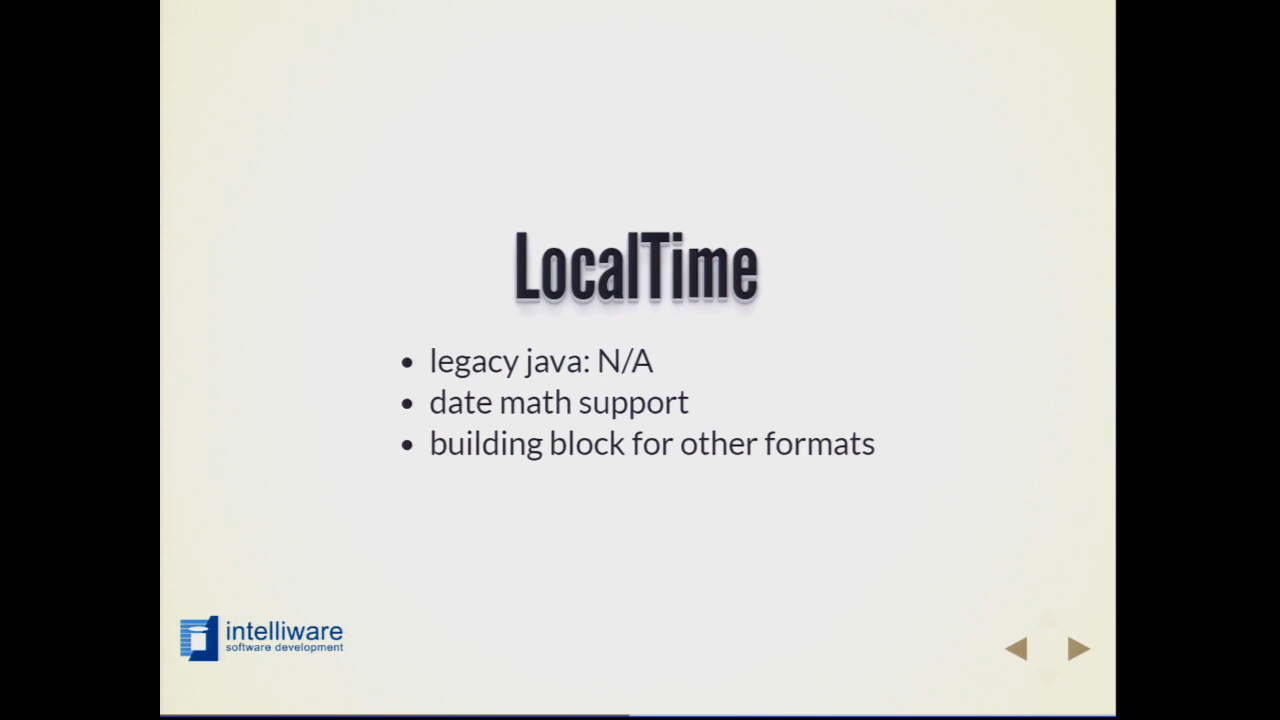 LocalTime
legacy java: N/A
date math support
building block for other formats
intelliware
software development